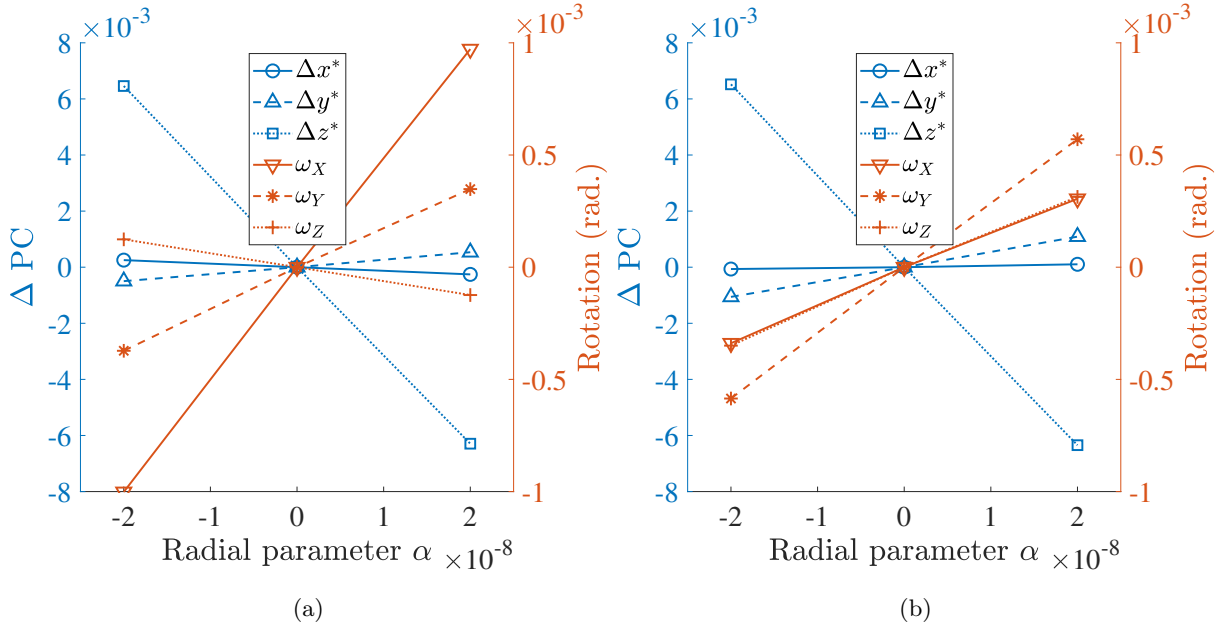 ×10⁻³
8
6
4
2
0
-2
-4
-6
-8
Δ PC
Δx*
Δy*
Δz*
ω_X
ω_Y
ω_Z
×10⁻³
1
0.5
0
-0.5
-1
Rotation (rad.)
-2 -1 0 1 2
Radial parameter α ×10⁻⁸
(a)
×10⁻³
8
6
4
2
0
-2
-4
-6
-8
Δ PC
Δx*
Δy*
Δz*
ω_X
ω_Y
ω_Z
×10⁻³
1
0.5
0
-0.5
-1
Rotation (rad.)
-2 -1 0 1 2
Radial parameter α ×10⁻⁸
(b)